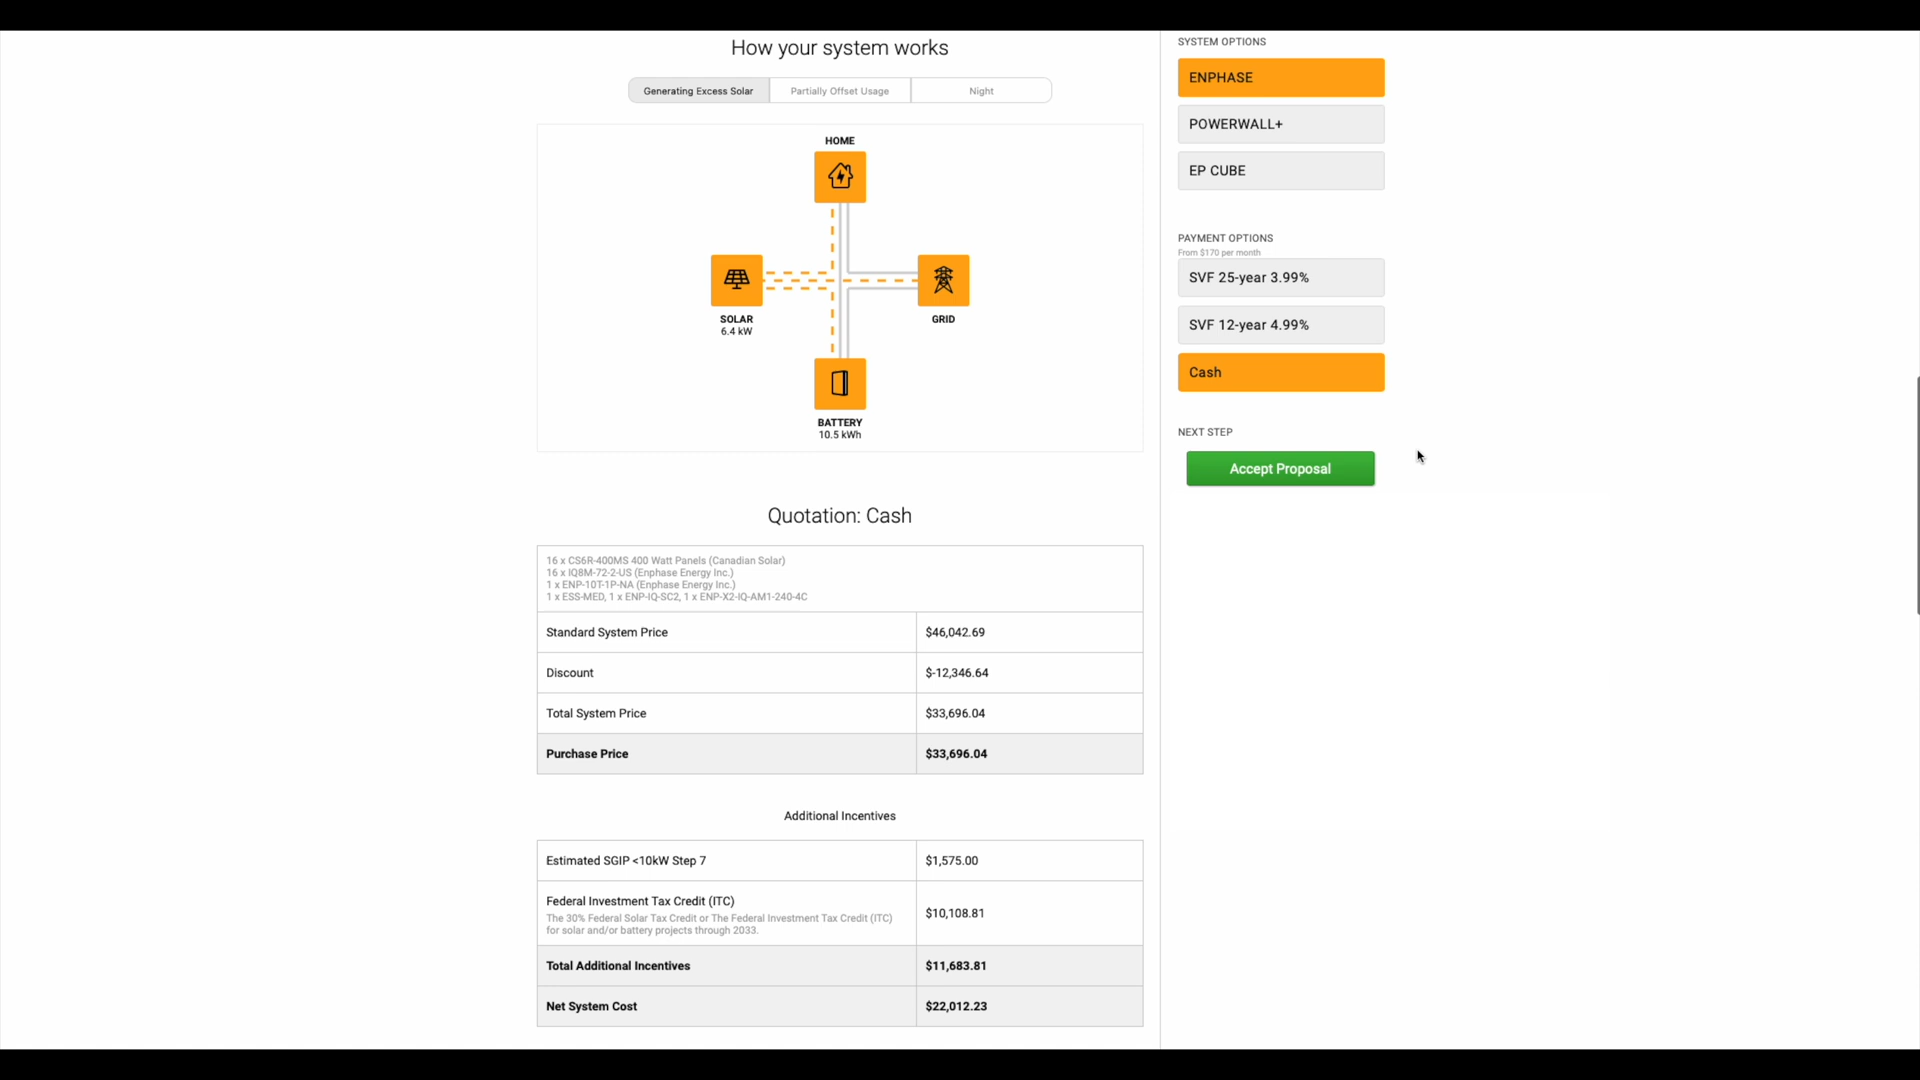 How your system works
Generating Excess Solar
Partially Offset Usage
Night
HOME
SOLAR
6.4 kW
GRID
BATTERY
10.5 kWh
Quotation: Cash
16 x CS6R-400MS 400 Watt Panels (Canadian Solar)
16 x IQ8M-72-2-US (Enphase Energy Inc.)
1 x ENP-10T-1P-NA (Enphase Energy Inc.)
1 x ESS-MED, 1 x ENP-IQ-SC2, 1 x ENP-X2-IQ-AM1-240-4C
Standard System Price $46,042.69
Discount $-12,346.64
Total System Price $33,696.04
Purchase Price $33,696.04
Additional Incentives
Estimated SGIP <10kW Step 7 $1,575.00
Federal Investment Tax Credit (ITC)
The 30% Federal Solar Tax Credit or The Federal Investment Tax Credit (ITC)
for solar and/or battery projects through 2033.
$10,108.81
Total Additional Incentives $11,683.81
Net System Cost $22,012.23
SYSTEM OPTIONS
ENPHASE
POWERWALL+
EP CUBE
PAYMENT OPTIONS
From $170 per month
SVF 25-year 3.99%
SVF 12-year 4.99%
Cash
NEXT STEP
Accept Proposal